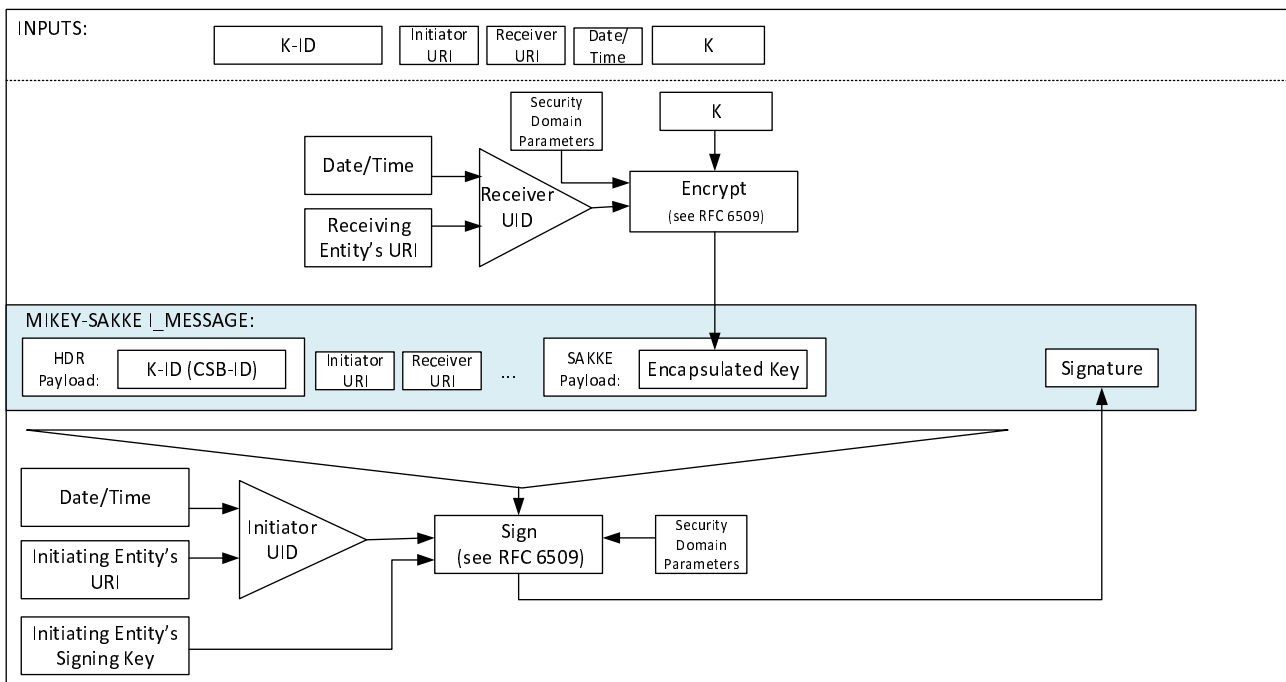 INPUTS:
K-ID
Initiator
URI
Receiver
URI
Date/
Time
K
Security
Domain
Parameters
K
Date/Time
Receiving
Entity's URI
Receiver
UID
Encrypt
(see RFC 6509)
MIKEY-SAKKE I_MESSAGE:
HDR
Payload:
K-ID (CSB-ID)
Initiator
URI
Receiver
URI
...
SAKKE
Payload:
Encapsulated Key
Signature
Date/Time
Initiating Entity's
URI
Initiator
UID
Sign
(see RFC 6509)
Security
Domain
Parameters
Initiating Entity's
Signing Key